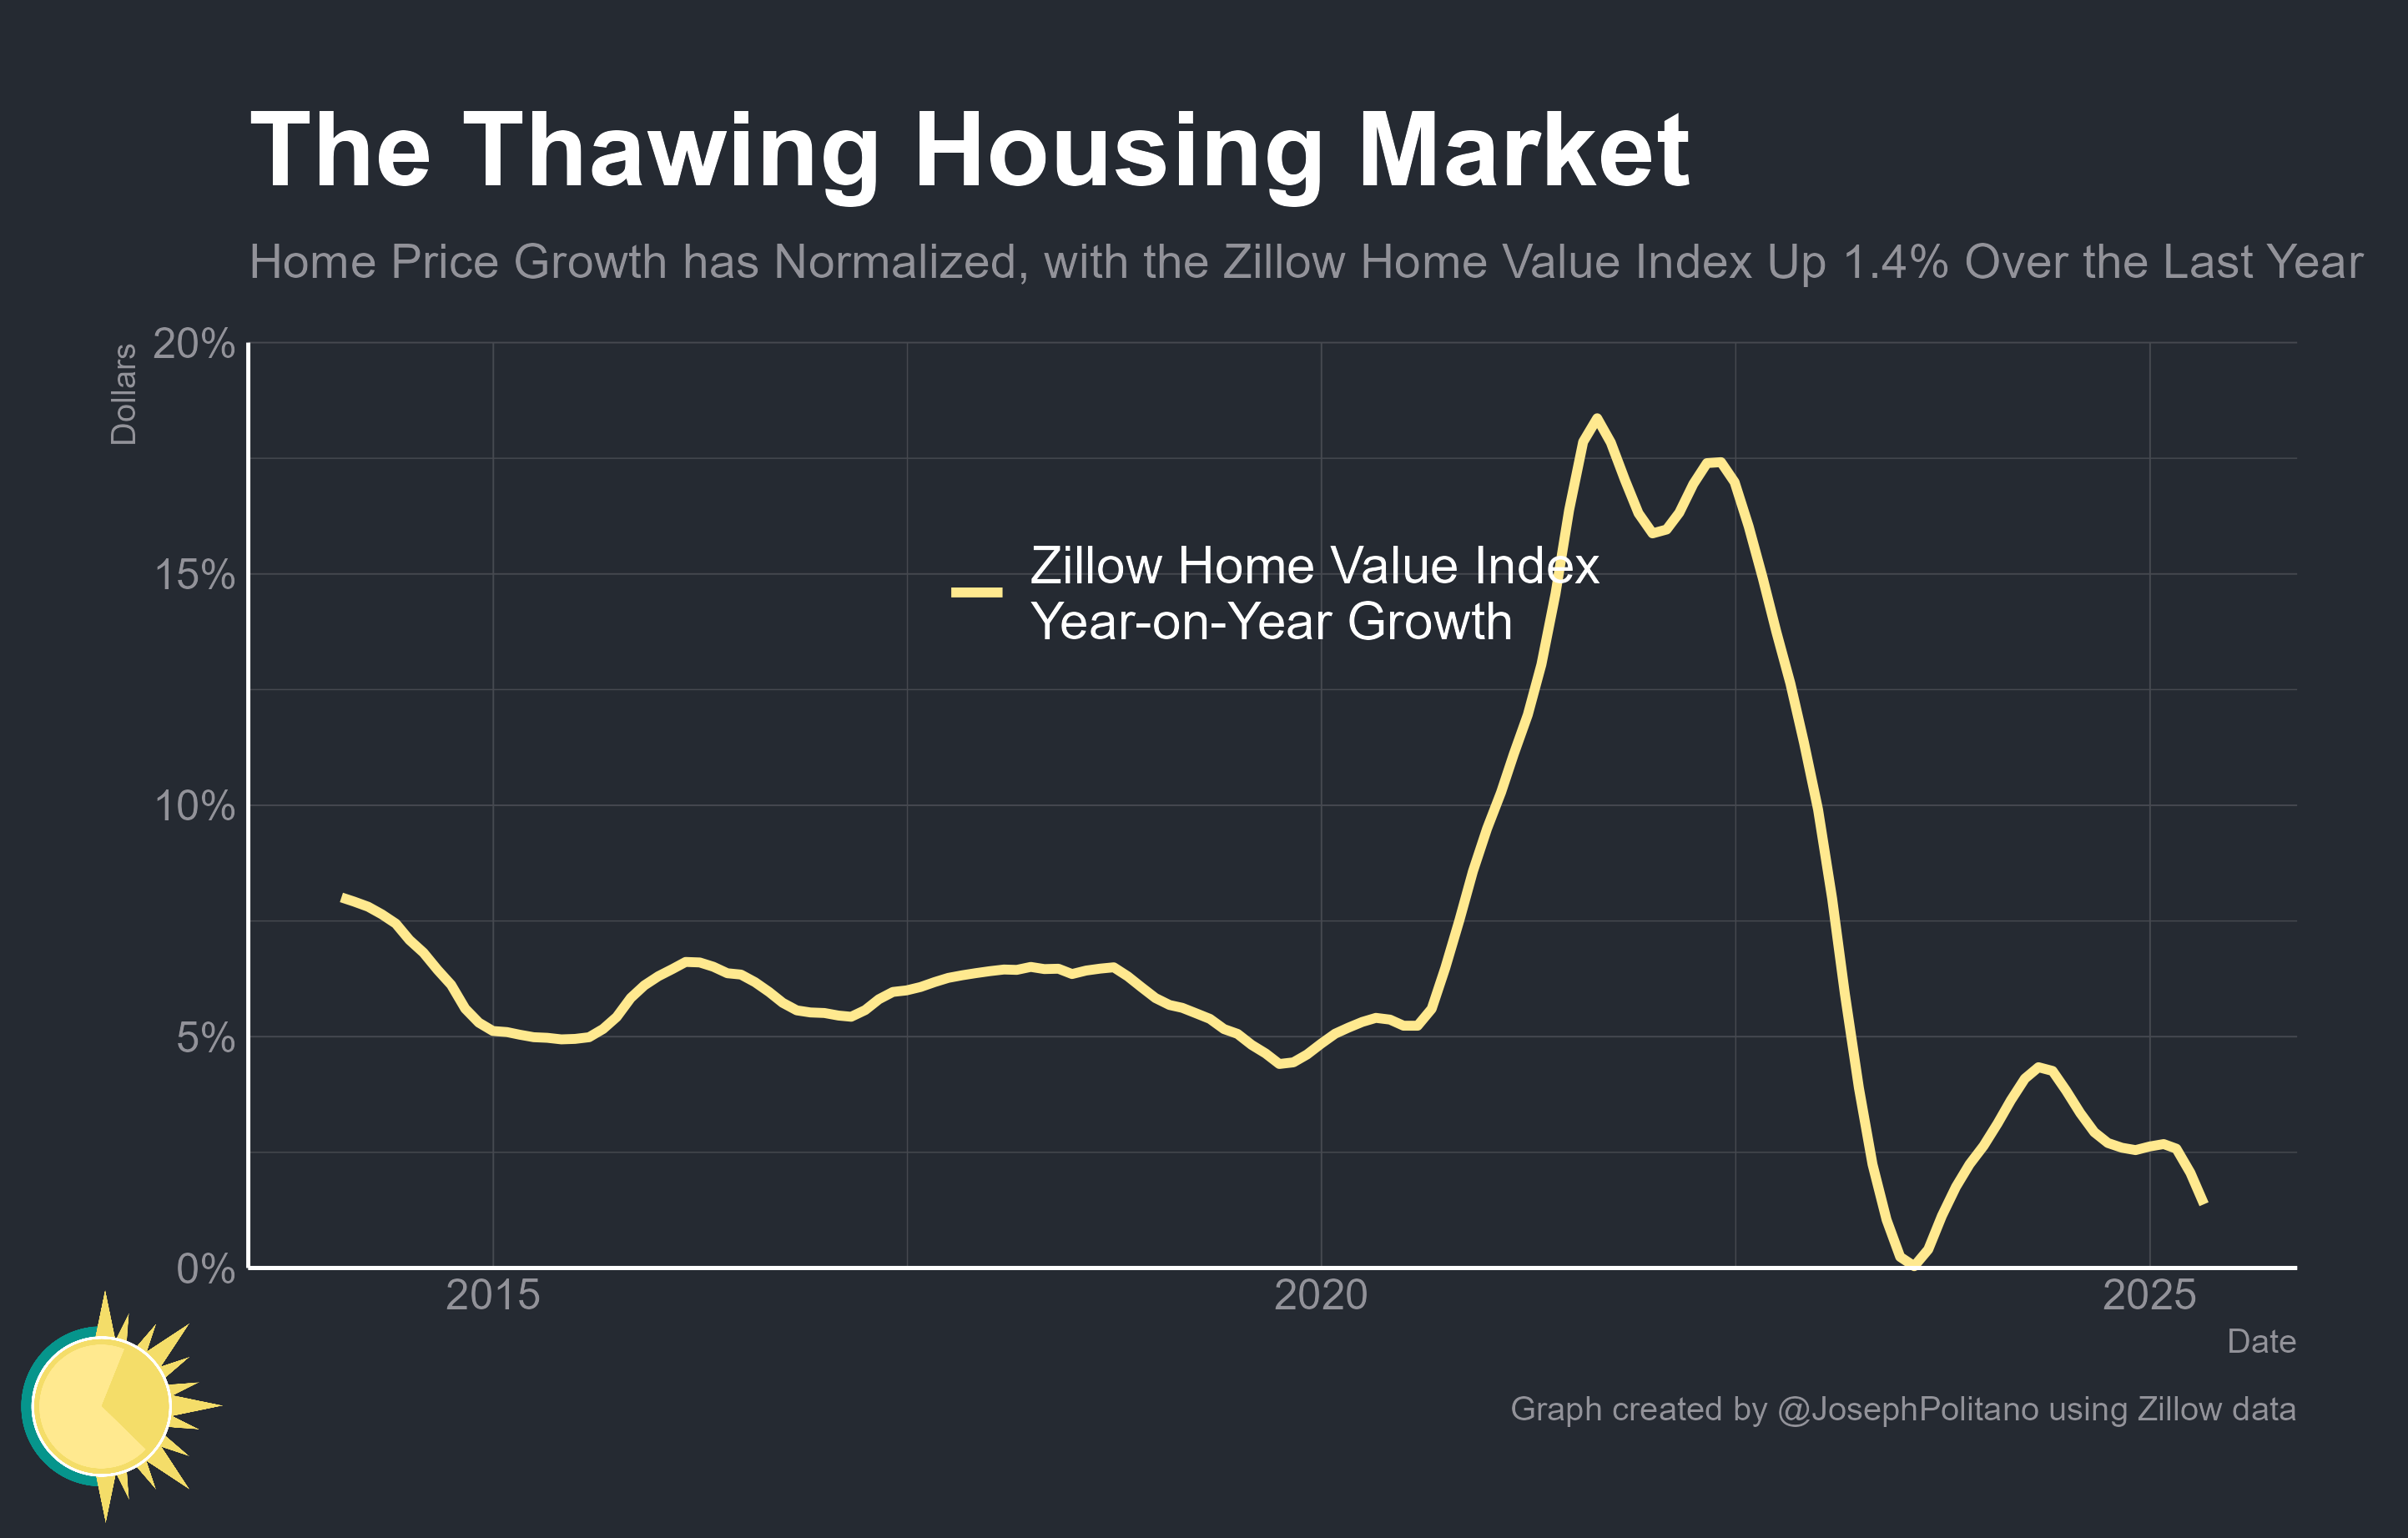 The Thawing Housing Market
Home Price Growth has Normalized, with the Zillow Home Value Index Up 1.4% Over the Last Year
Dollars
20%
15%
10%
5%
0%
Zillow Home Value Index
Year-on-Year Growth
2015
2020
2025
Date
Graph created by @JosephPolitano using Zillow data